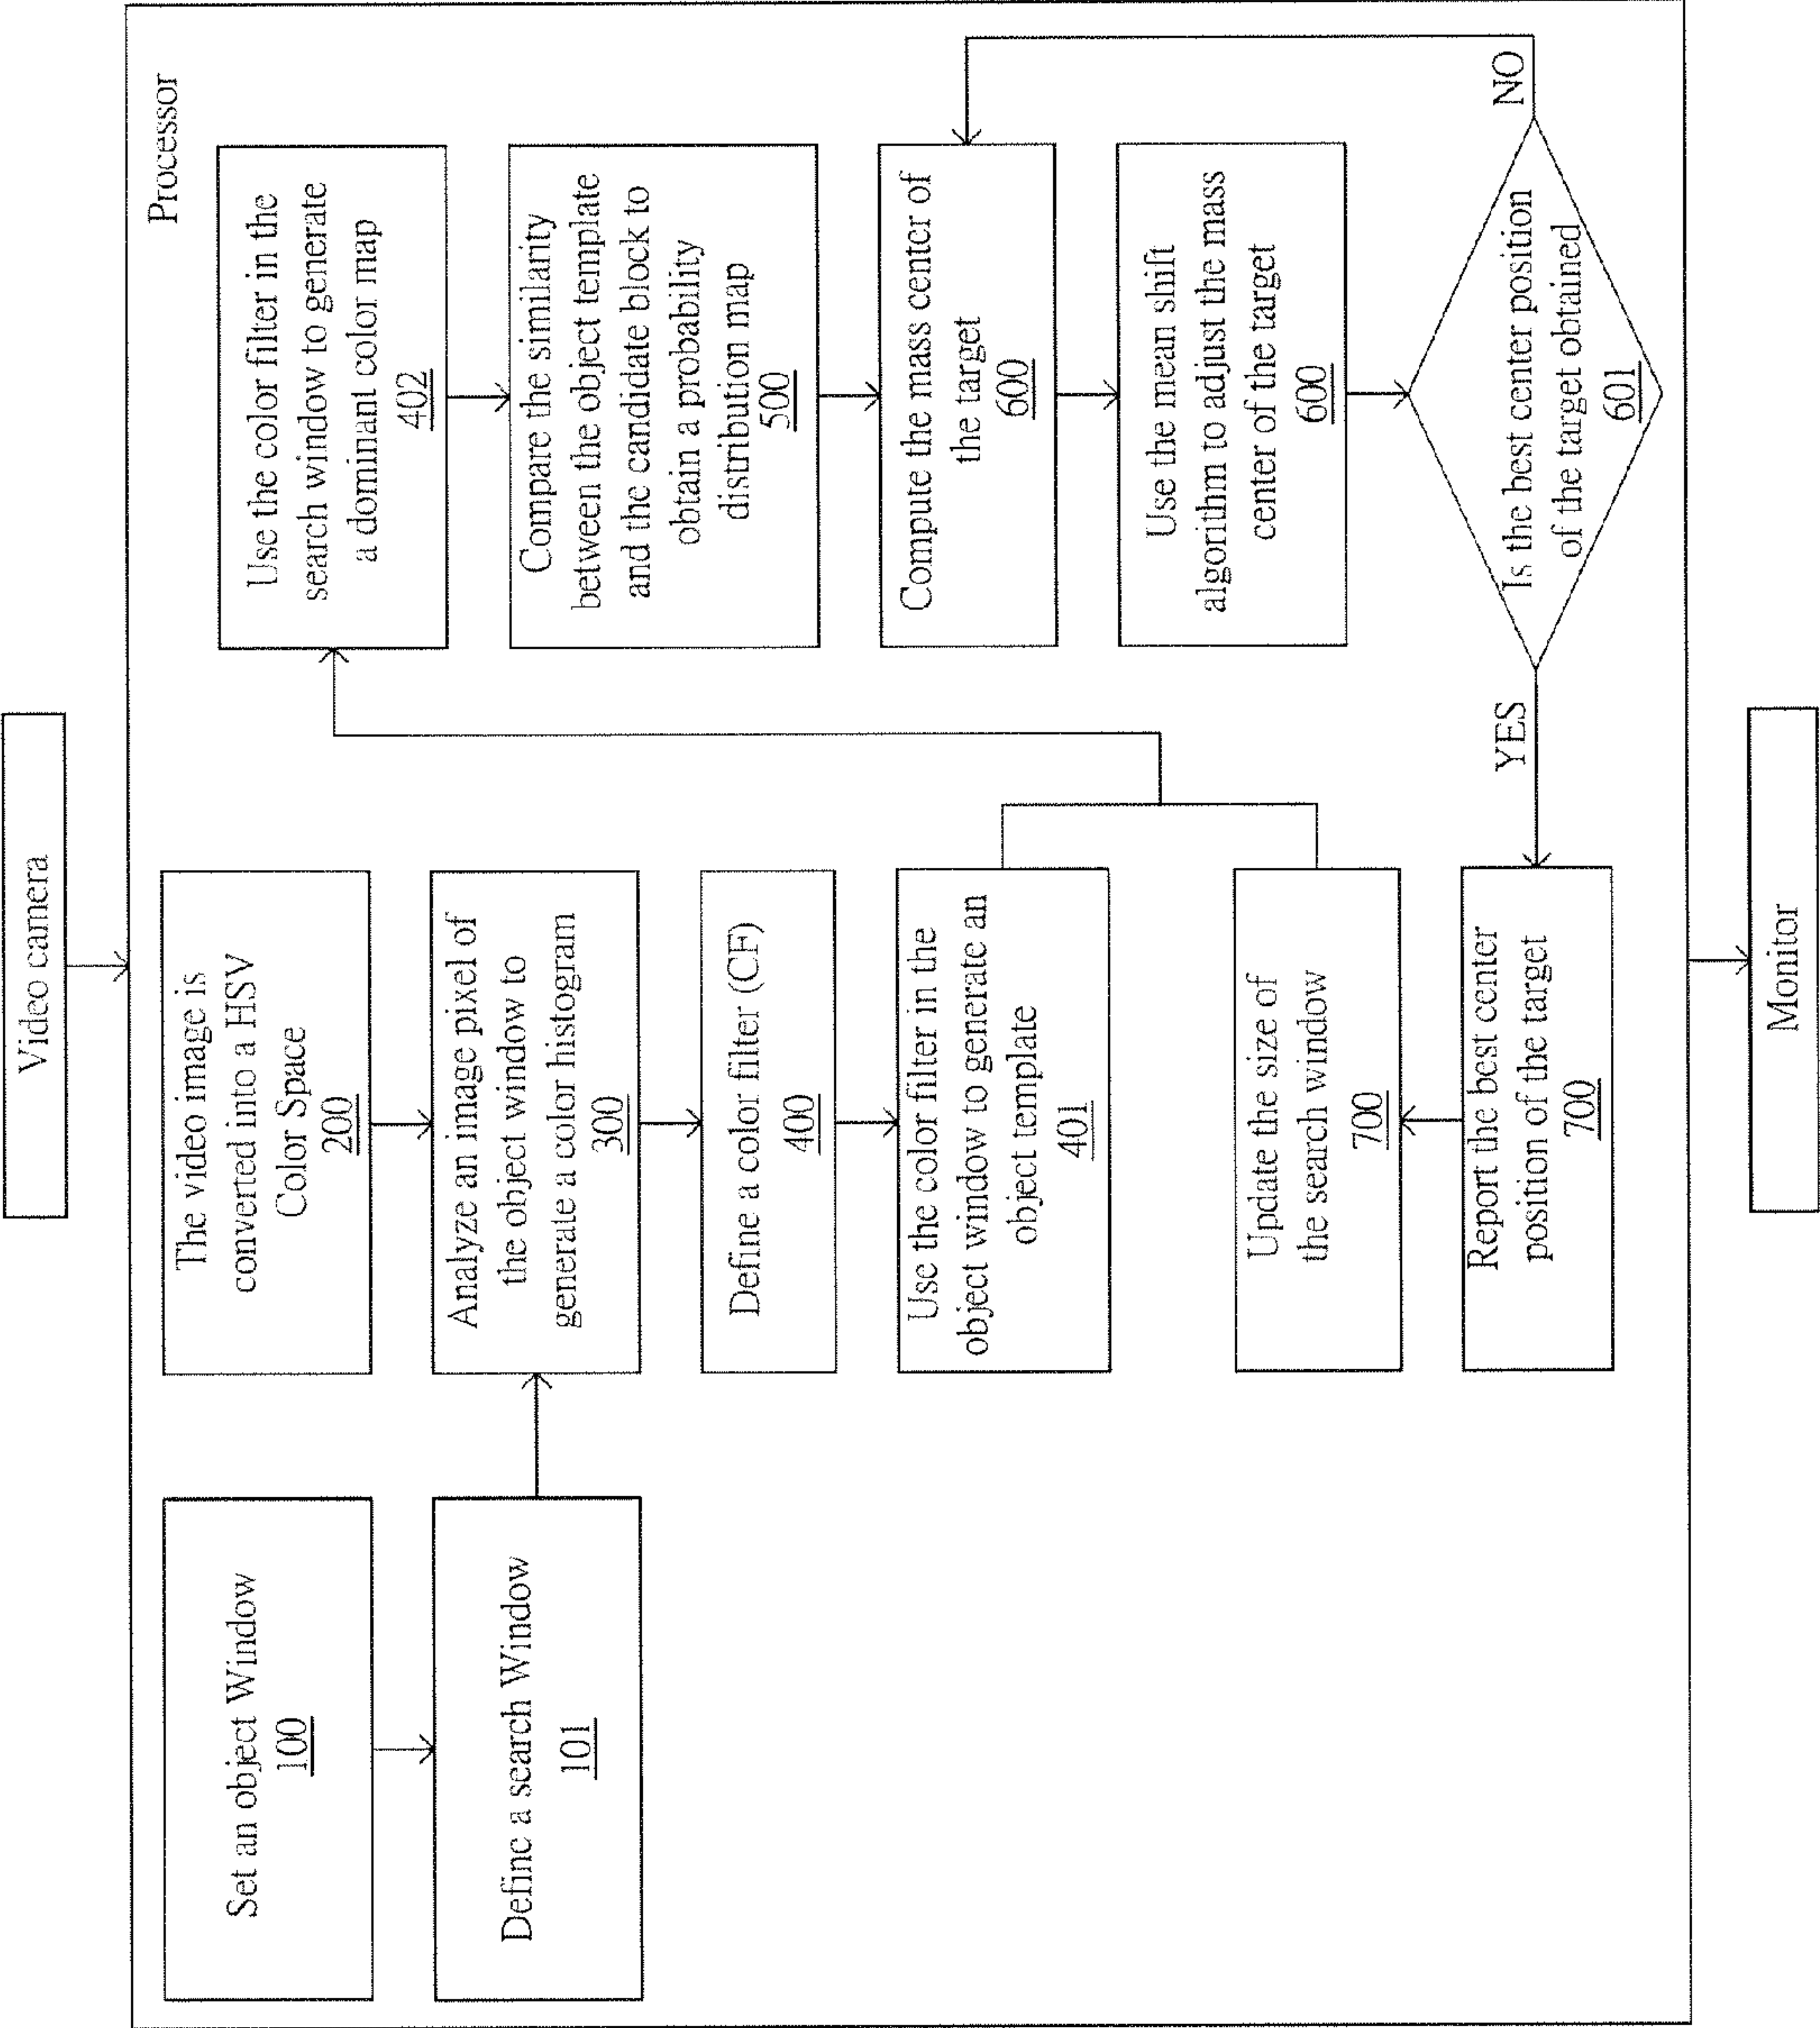 Video camera
Processor
Set an object Window
100
Define a search Window
101
The video image is
converted into a HSV
Color Space
200
Analyze an image pixel of
the object window to
generate a color histogram
300
Define a color filter (CF)
400
Use the color filter in the
object window to generate an
object template
401
Update the size of
the search window
700
Report the best center
position of the target
700
Use the color filter in the
search window to generate
a dominant color map
402
Compare the similarity
between the object template
and the candidate block to
obtain a probability
distribution map
500
Compute the mass center of
the target
600
Use the mean shift
algorithm to adjust the mass
center of the target
600
Is the best center position
of the target obtained
601
YES
NO
Monitor